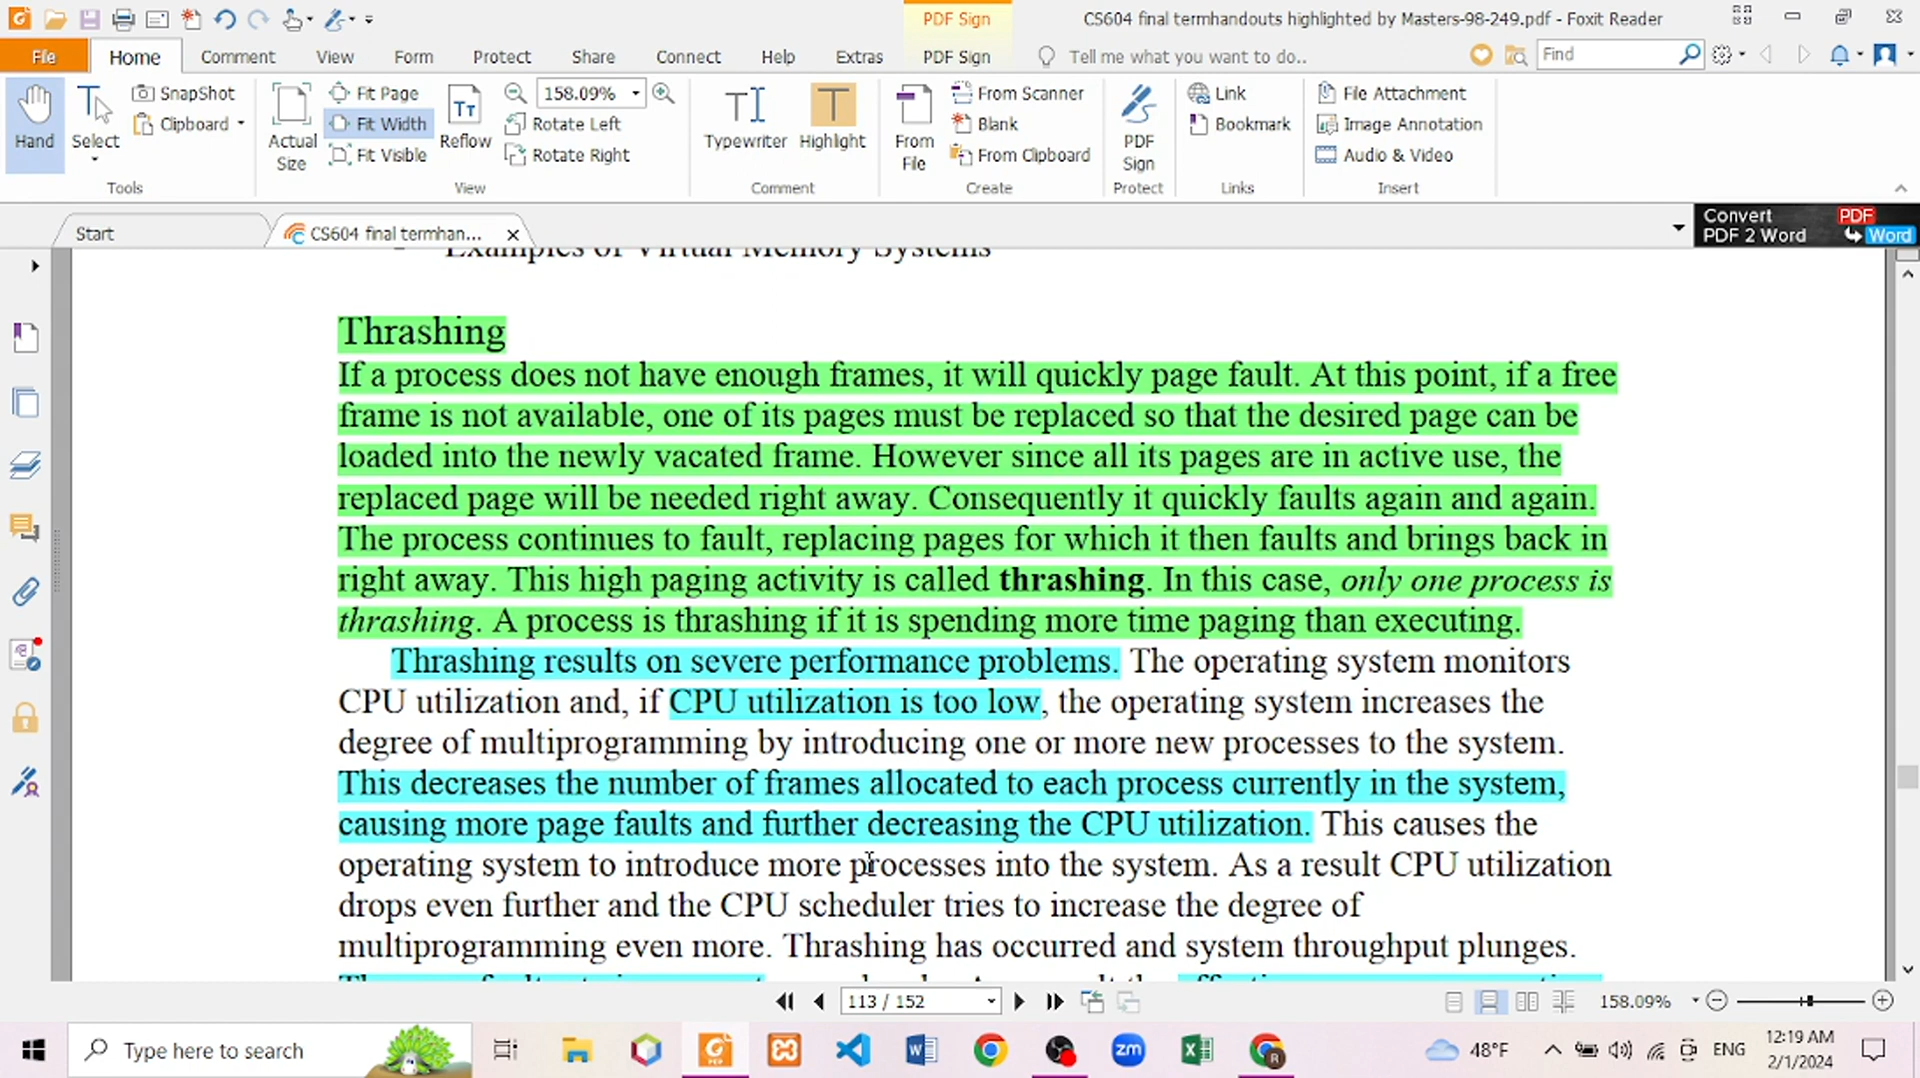 PDF Sign
CS604 final termhandouts highlighted by Masters-98-249.pdf - Foxit Reader
File
Home
Comment
View
Form
Protect
Share
Connect
Help
Extras
PDF Sign
Tell me what you want to do..
Find
Hand
Select
SnapShot
Clipboard
Tools
Actual
Size
Fit Page
Fit Width
Fit Visible
Reflow
158.09%
Rotate Left
Rotate Right
View
Typewriter
Highlight
Comment
From
File
From Scanner
Blank
From Clipboard
Create
PDF
Sign
Protect
Link
Bookmark
Links
File Attachment
Image Annotation
Audio & Video
Insert
Start
CS604 final termhan...
Convert PDF
PDF 2 Word Word
Examples of Virtual Memory Systems
Thrashing
If a process does not have enough frames, it will quickly page fault. At this point, if a free
frame is not available, one of its pages must be replaced so that the desired page can be
loaded into the newly vacated frame. However since all its pages are in active use, the
replaced page will be needed right away. Consequently it quickly faults again and again.
The process continues to fault, replacing pages for which it then faults and brings back in
right away. This high paging activity is called thrashing. In this case, only one process is
thrashing. A process is thrashing if it is spending more time paging than executing.
Thrashing results on severe performance problems. The operating system monitors
CPU utilization and, if CPU utilization is too low, the operating system increases the
degree of multiprogramming by introducing one or more new processes to the system.
This decreases the number of frames allocated to each process currently in the system,
causing more page faults and further decreasing the CPU utilization. This causes the
operating system to introduce more processes into the system. As a result CPU utilization
drops even further and the CPU scheduler tries to increase the degree of
multiprogramming even more. Thrashing has occurred and system throughput plunges.
113 / 152
158.09%
Type here to search
zm
48°F
ENG
12:19 AM
2/1/2024